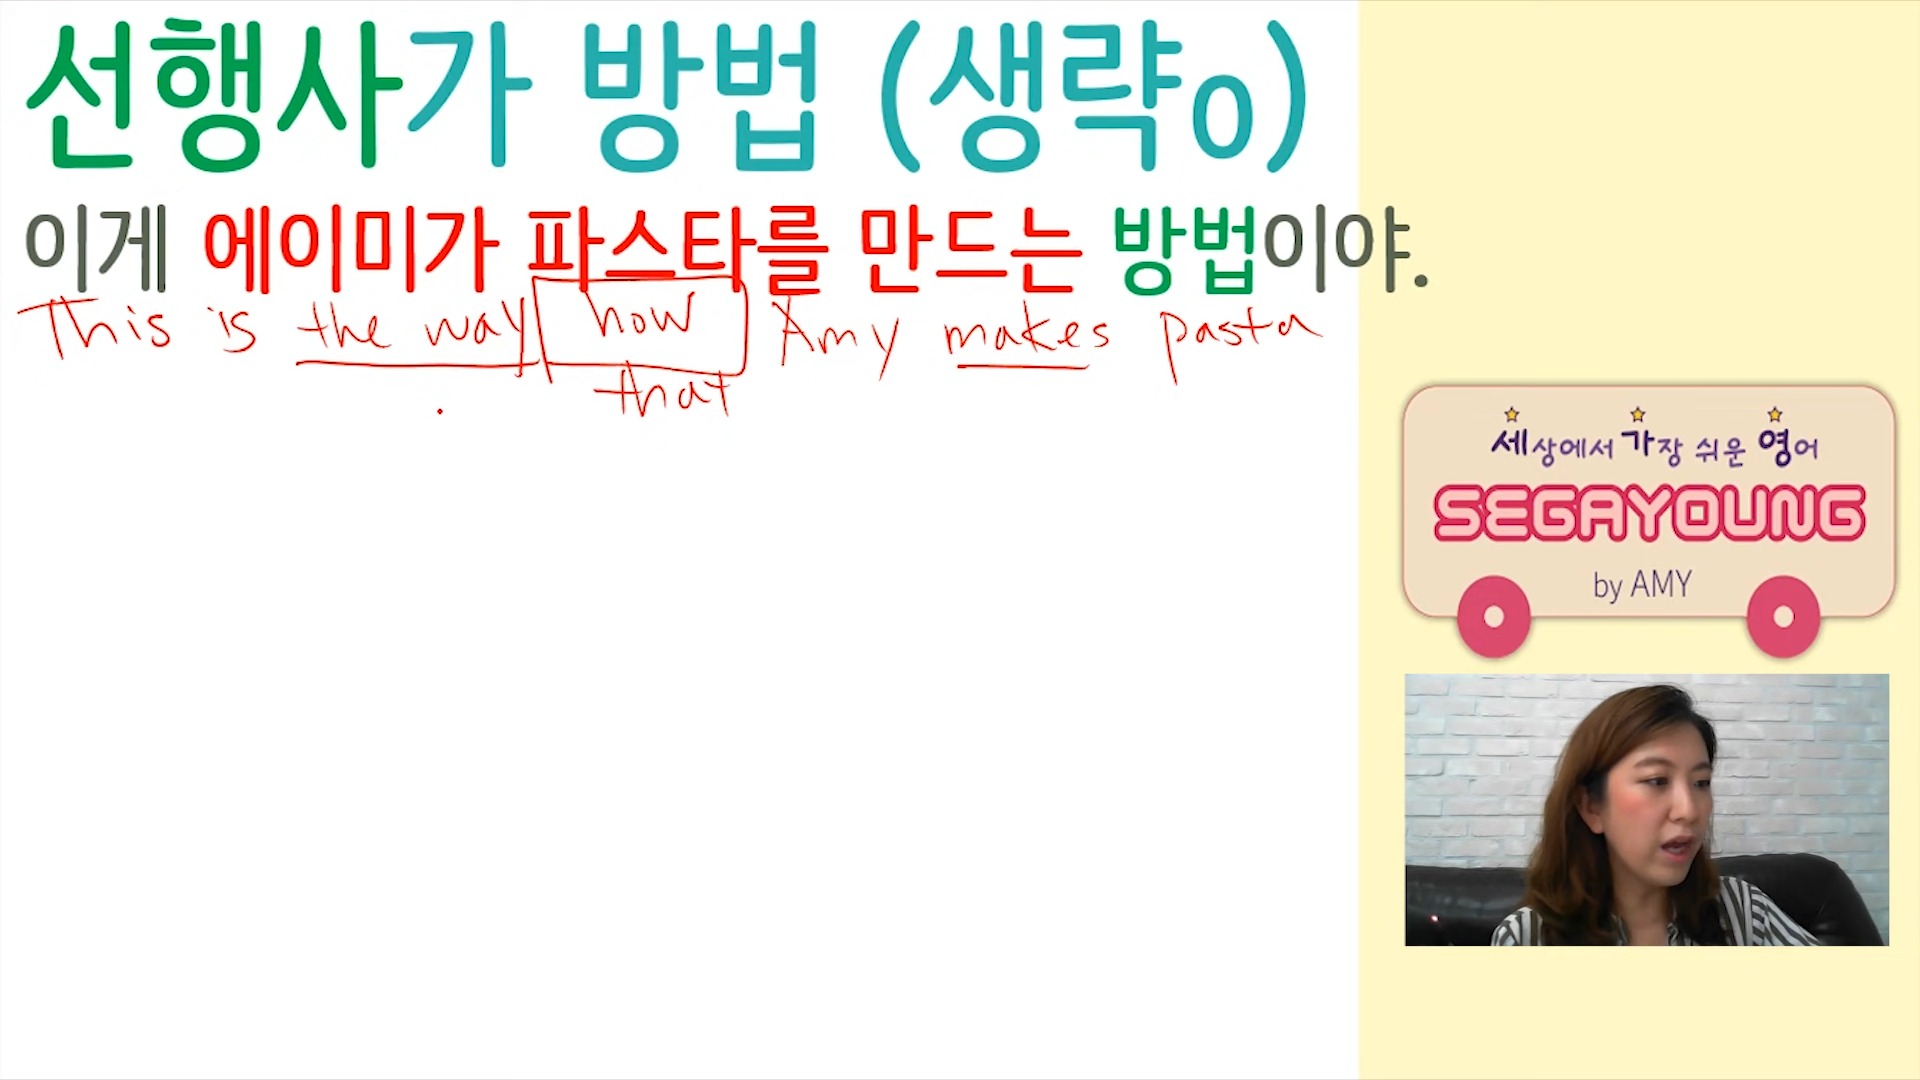 선행사가 방법 (생략o)
이게 에이미가 파스타를 만드는 방법이야.
This is the way how Amy makes pasta
that
세상에서 가장 쉬운 영어
SEGAYOUNG
by AMY